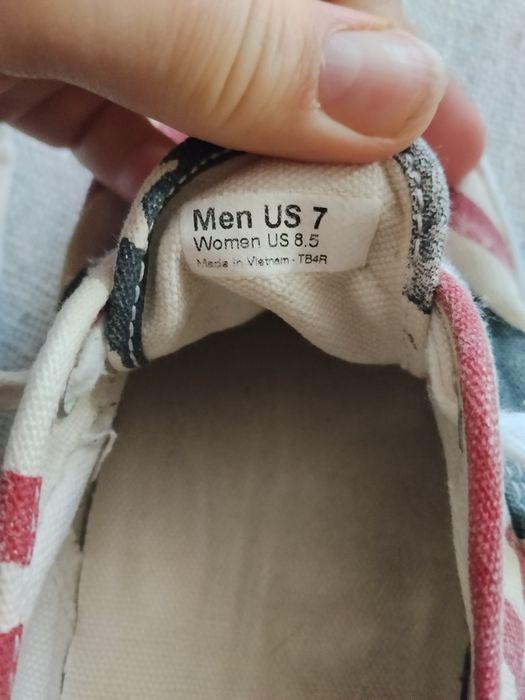 Men US 7
Women US 8.5
Made in Vietnam · TB4R